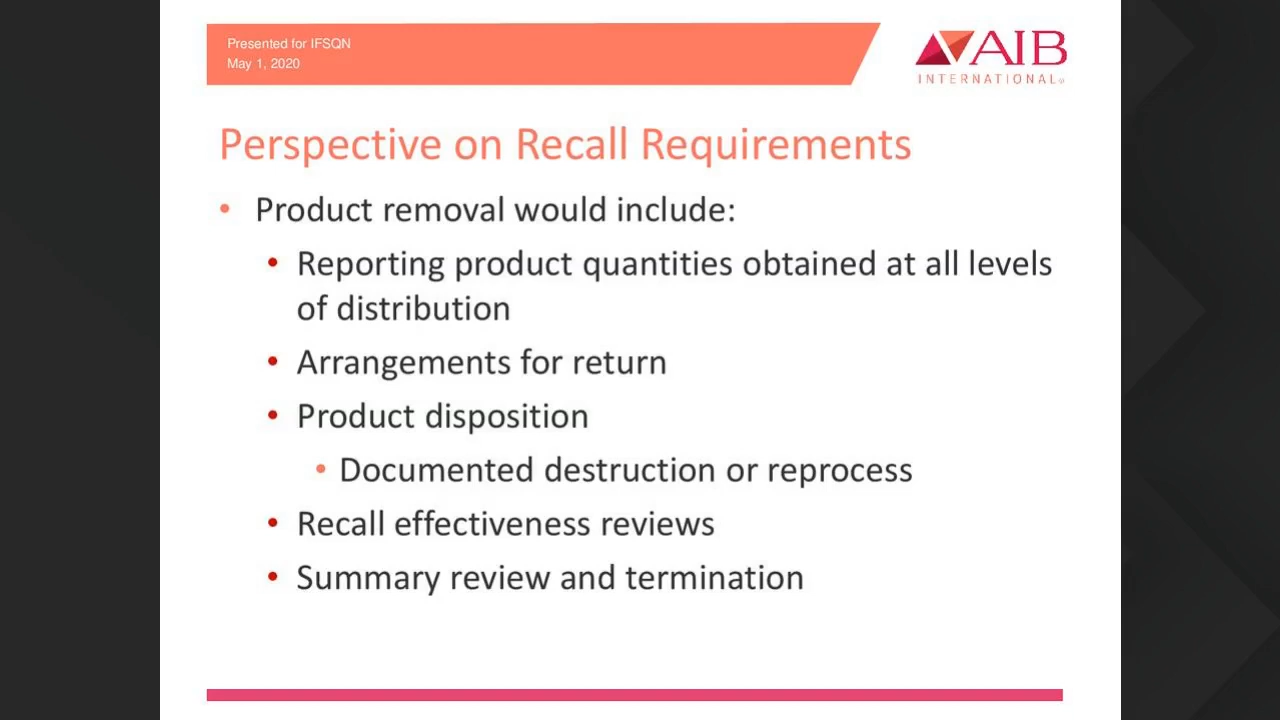 Presented for IFSQN
May 1, 2020
AIB
INTERNATIONAL®
Perspective on Recall Requirements
• Product removal would include:
• Reporting product quantities obtained at all levels
of distribution
• Arrangements for return
• Product disposition
• Documented destruction or reprocess
• Recall effectiveness reviews
• Summary review and termination